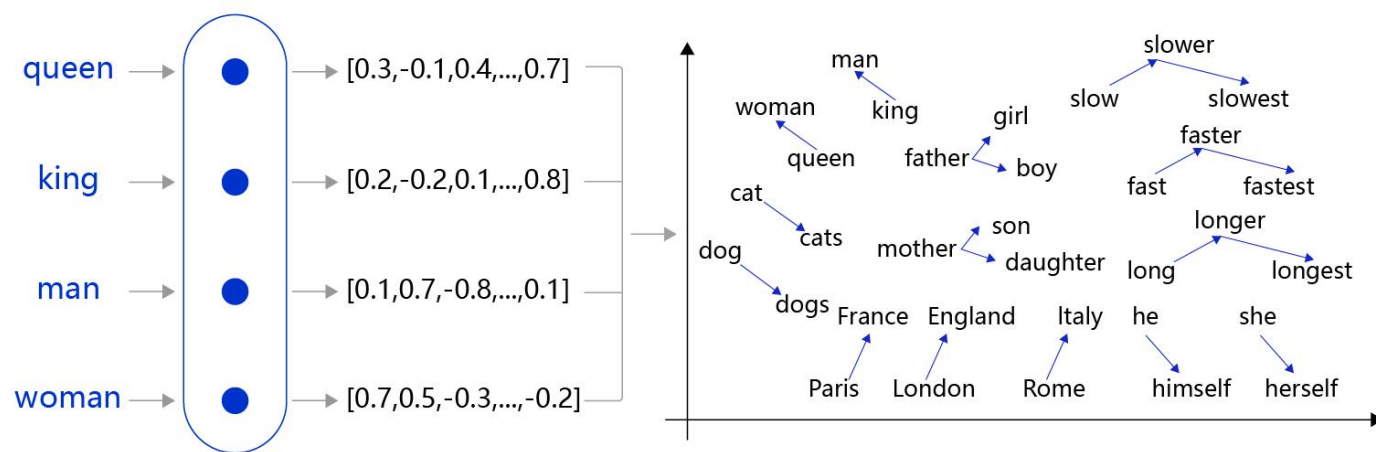 queen
[0.3,-0.1,0.4,...,0.7]
king
[0.2,-0.2,0.1,...,0.8]
man
[0.1,0.7,-0.8,...,0.1]
woman
[0.7,0.5,-0.3,...,-0.2]
man
king
woman
queen
girl
father
boy
slower
slow
slowest
faster
fast
fastest
cat
cats
dog
dogs
son
mother
daughter
longer
long
longest
France
England
Italy
he
she
Paris
London
Rome
himself
herself